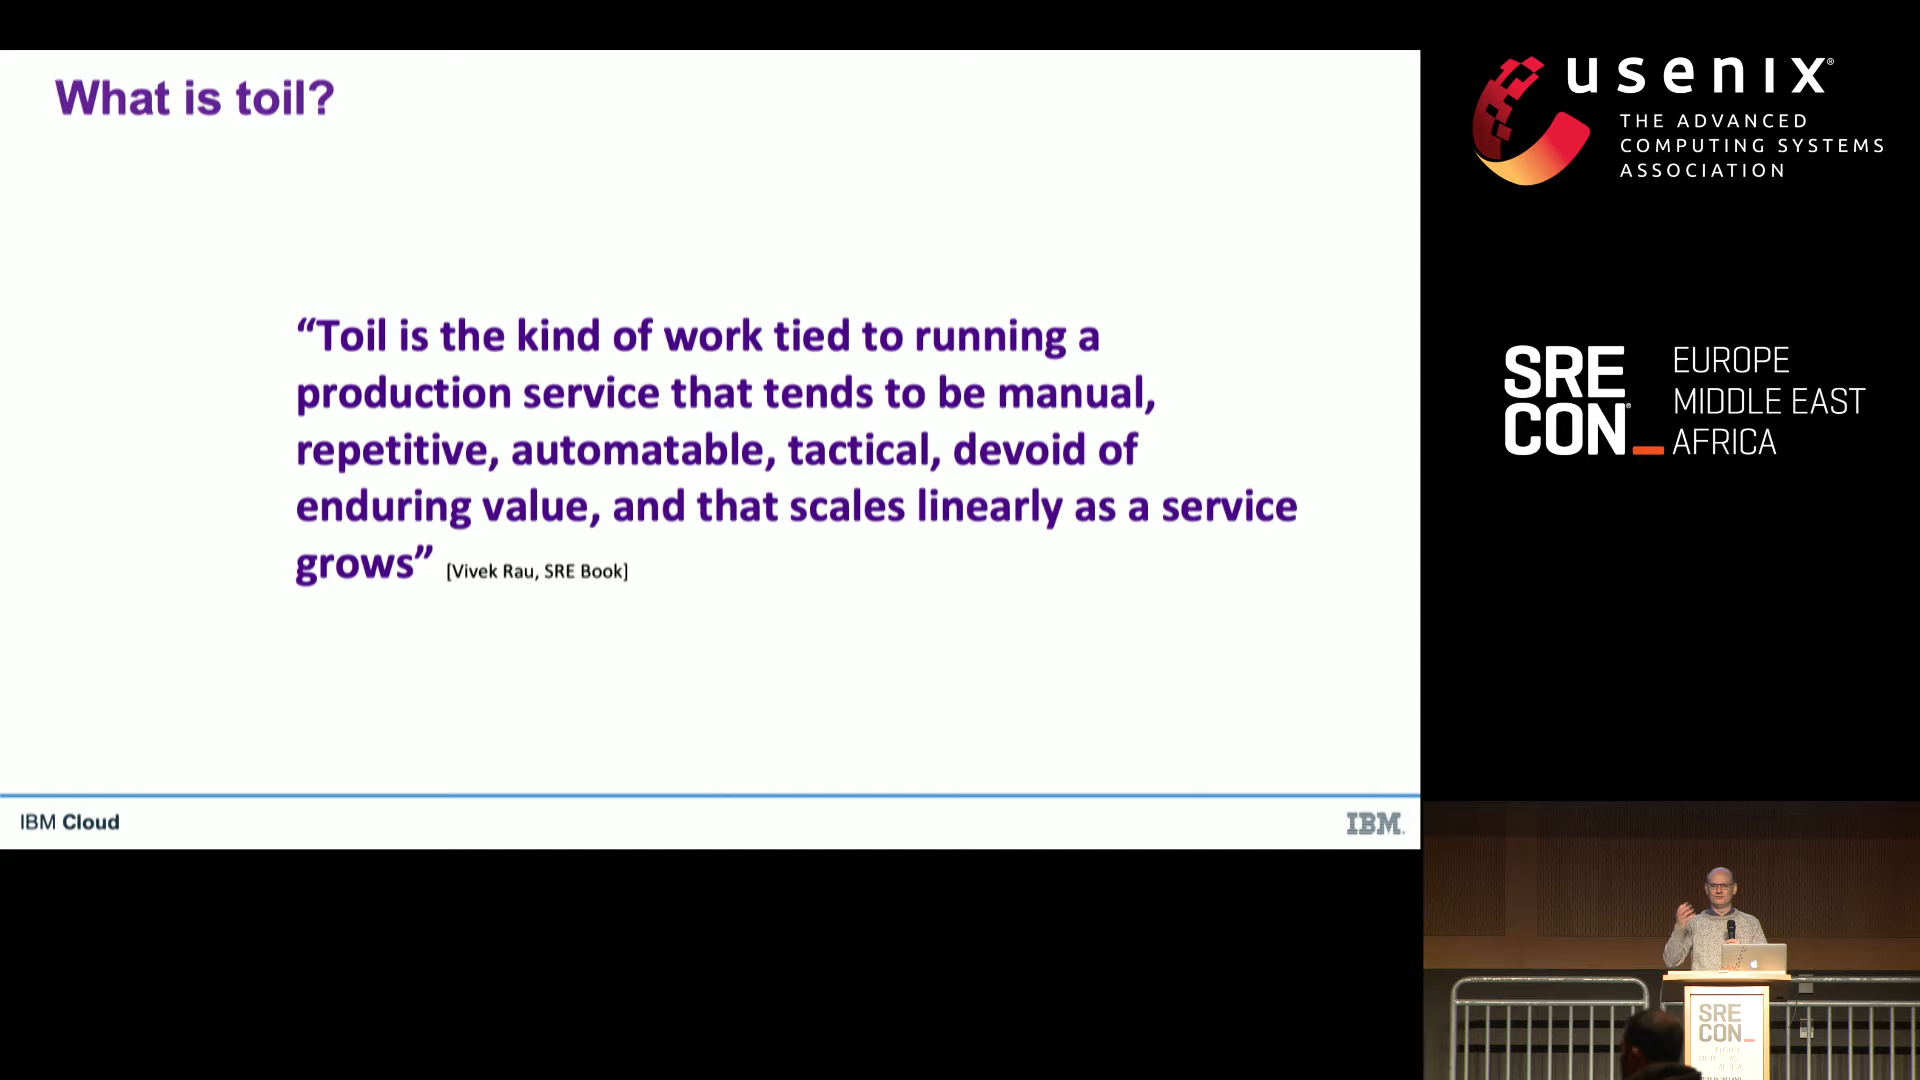 What is toil?
“Toil is the kind of work tied to running a
production service that tends to be manual,
repetitive, automatable, tactical, devoid of
enduring value, and that scales linearly as a service
grows” [Vivek Rau, SRE Book]
IBM Cloud
IBM.
usenix®
THE ADVANCED
COMPUTING SYSTEMS
ASSOCIATION
SRE
CON_
EUROPE
MIDDLE EAST
AFRICA
SRE
CON_